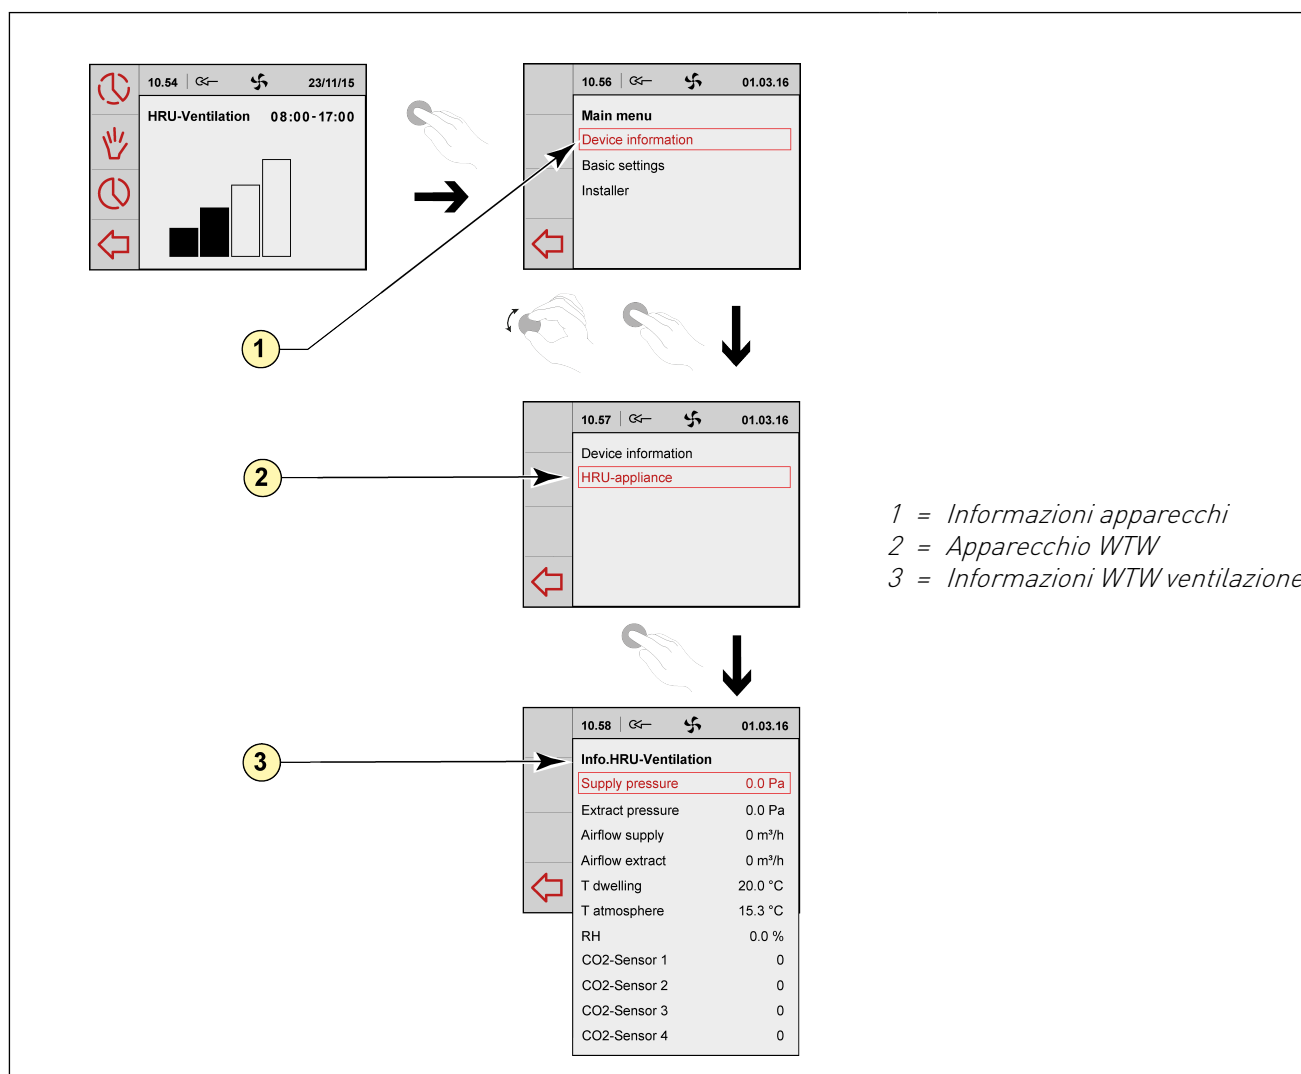 10.54 23/11/15
HRU-Ventilation 08:00-17:00
10.56 01.03.16
Main menu
Device information
Basic settings
Installer
1
10.57 01.03.16
Device information
HRU-appliance
2
1 = Informazioni apparecchi
2 = Apparecchio WTW
3 = Informazioni WTW ventilazione
10.58 01.03.16
3
Info.HRU-Ventilation
Supply pressure 0.0 Pa
Extract pressure 0.0 Pa
Airflow supply 0 m³/h
Airflow extract 0 m³/h
T dwelling 20.0 °C
T atmosphere 15.3 °C
RH 0.0 %
CO2-Sensor 1 0
CO2-Sensor 2 0
CO2-Sensor 3 0
CO2-Sensor 4 0